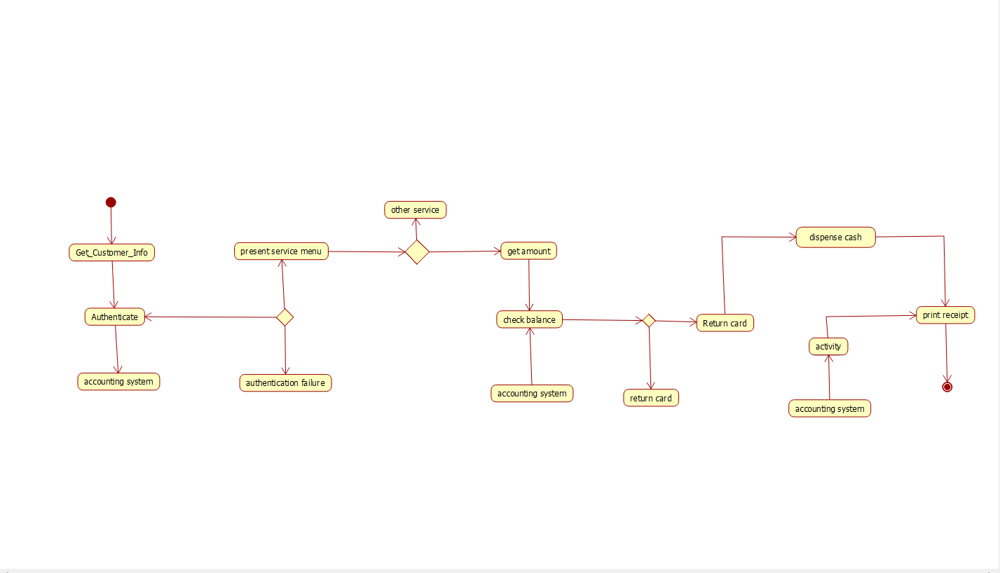 other service
dispense cash
Get_Customer_Info
present service menu
get amount
Authenticate
check balance
Return card
print receipt
activity
accounting system
authentication failure
accounting system
return card
accounting system